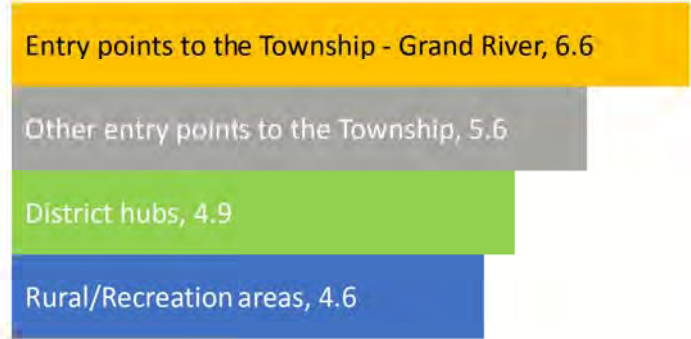 Entry points to the Township - Grand River, 6.6
Other entry points to the Township, 5.6
District hubs, 4.9
Rural/Recreation areas, 4.6